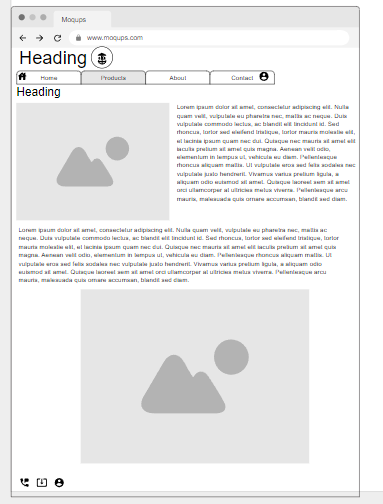 Moqups
www.moqups.com
Heading
Home Products About Contact
Heading
Lorem ipsum dolor sit amet, consectetur adipiscing elit. Nulla
quam velit, vulputate eu pharetra nec, mattis ac neque. Duis
vulputate commodo lectus, ac blandit elit tincidunt id. Sed
rhoncus, tortor sed eleifend tristique, tortor mauris molestie elit,
et lacinia ipsum quam nec dui. Quisque nec mauris sit amet elit
iaculis pretium sit amet quis magna. Aenean velit odio,
elementum in tempus ut, vehicula eu diam. Pellentesque
rhoncus aliquam mattis. Ut vulputate eros sed felis sodales nec
vulputate justo hendrerit. Vivamus varius pretium ligula, a
aliquam odio euismod sit amet. Quisque laoreet sem sit amet
orci ullamcorper at ultricies metus viverra. Pellentesque arcu
mauris, malesuada quis ornare accumsan, blandit sed diam.
Lorem ipsum dolor sit amet, consectetur adipiscing elit. Nulla quam velit, vulputate eu pharetra nec, mattis ac
neque. Duis vulputate commodo lectus, ac blandit elit tincidunt id. Sed rhoncus, tortor sed eleifend tristique, tortor
mauris molestie elit, et lacinia ipsum quam nec dui. Quisque nec mauris sit amet elit iaculis pretium sit amet quis
magna. Aenean velit odio, elementum in tempus ut, vehicula eu diam. Pellentesque rhoncus aliquam mattis. Ut
vulputate eros sed felis sodales nec vulputate justo hendrerit. Vivamus varius pretium ligula, a aliquam odio
euismod sit amet. Quisque laoreet sem sit amet orci ullamcorper at ultricies metus viverra. Pellentesque arcu
mauris, malesuada quis ornare accumsan, blandit sed diam.